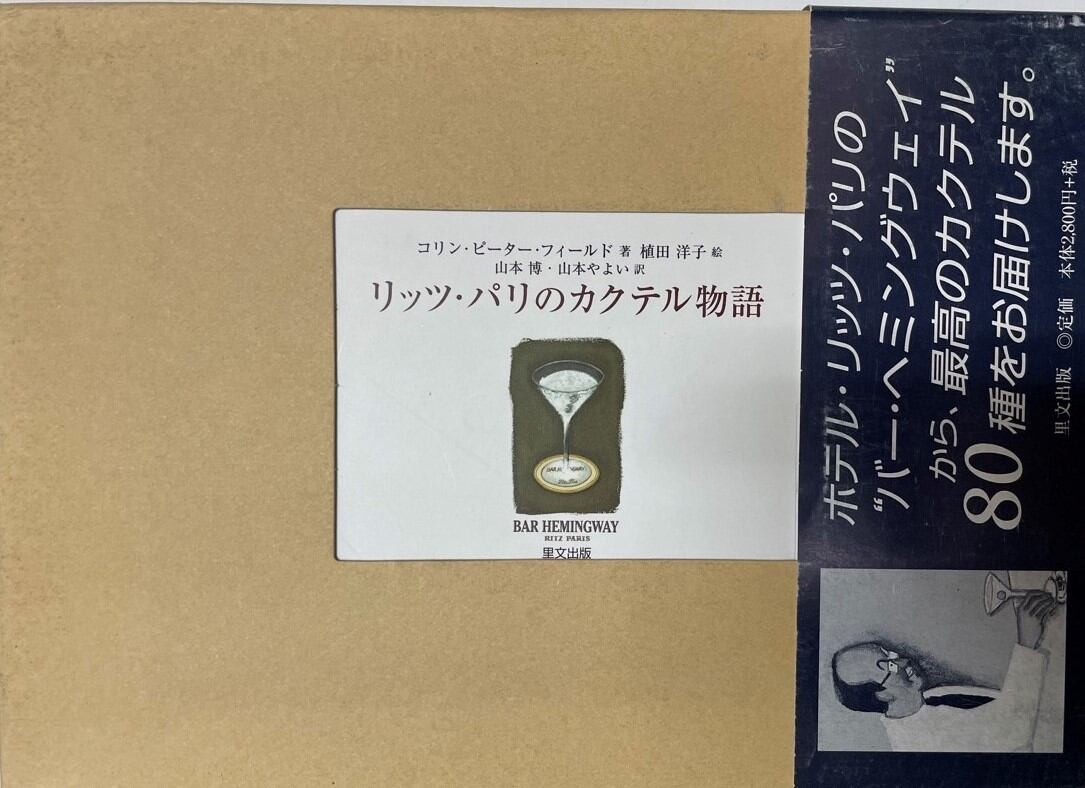 コリン・ピーター・フィールド 著 植田 洋子 絵
山本 博・山本やよい 訳
リッツ・パリのカクテル物語
BAR HEMINGWAY
RITZ PARIS
里文出版
ホテル・リッツ・パリの
“バー・ヘミングウェイ”
から、最高のカクテル
80種をお届けします。
里文出版 ◎定価 本体2,800円+税